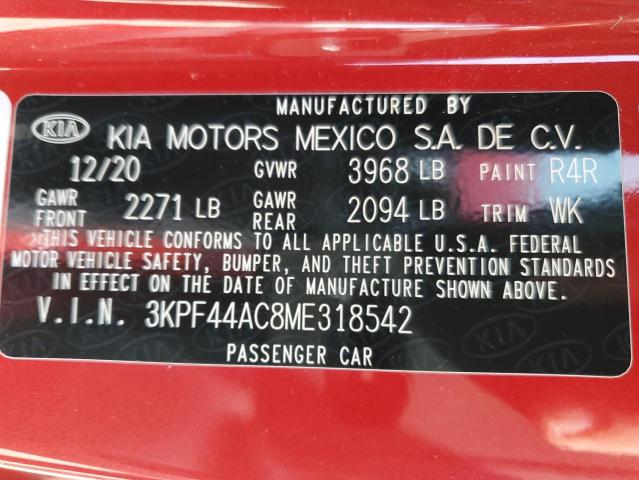 MANUFACTURED BY
KIA KIA MOTORS MEXICO S.A. DE C.V.
12/20 GVWR 3968 LB PAINT R4R
GAWR FRONT 2271 LB GAWR REAR 2094 LB TRIM WK
THIS VEHICLE CONFORMS TO ALL APPLICABLE U.S.A. FEDERAL
MOTOR VEHICLE SAFETY, BUMPER, AND THEFT PREVENTION STANDARDS
IN EFFECT ON THE DATE OF MANUFACTURE SHOWN ABOVE.
V.I.N. 3KPF44AC8ME318542
PASSENGER CAR